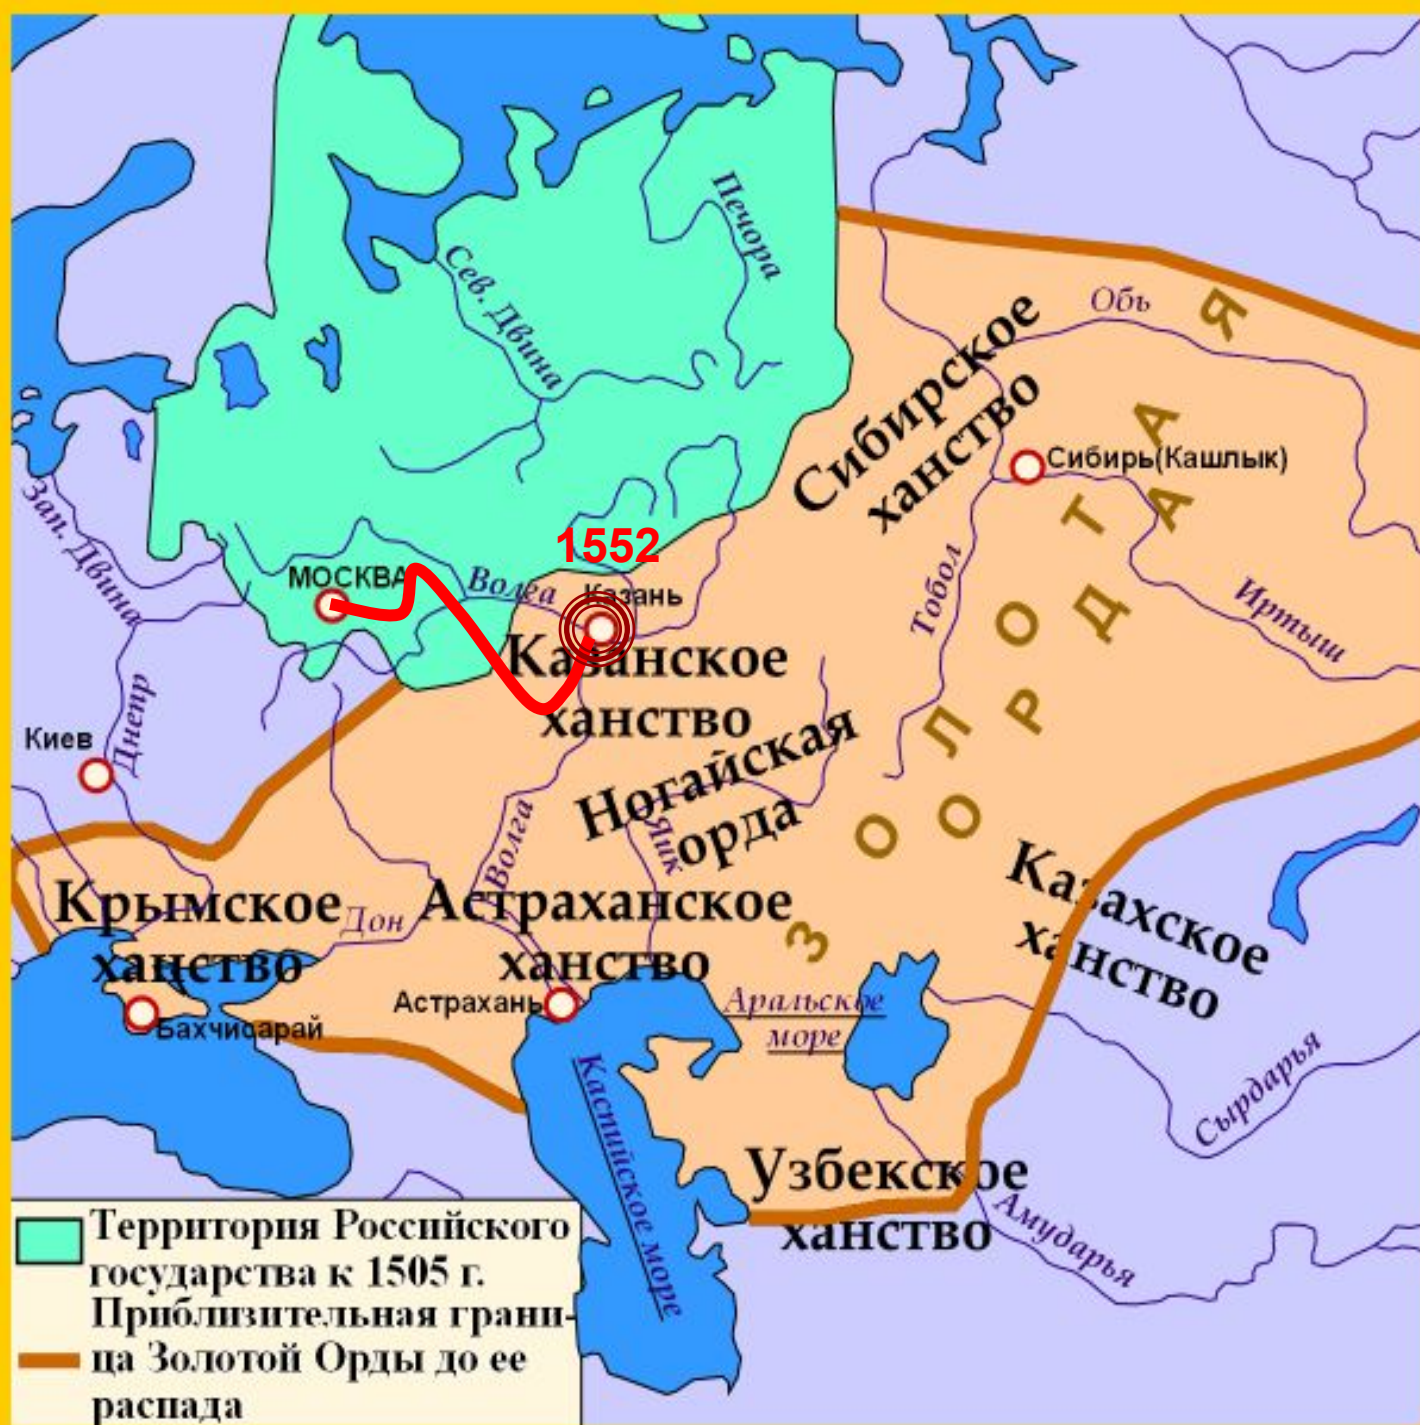 Печора
Сев. Двина
Обь
Сибирское
ханство
Сибирь(Кашлык)
Зап. Двина
1552
МОСКВА
Волга
Казань
Тобол
Иртыш
Казанское
ханство
Киев
Днепр
Ногайская
орда
Яик
ЗОЛОТАЯ
ОРДА
Волга
Казахское
ханство
Крымское
ханство
Дон
Астраханское
ханство
Астрахань
Бахчисарай
Аральское
море
Каспийское море
Сырдарья
Узбекское
ханство
Амударья
Территория Российского
государства к 1505 г.
Приблизительная грани-
ца Золотой Орды до ее
распада